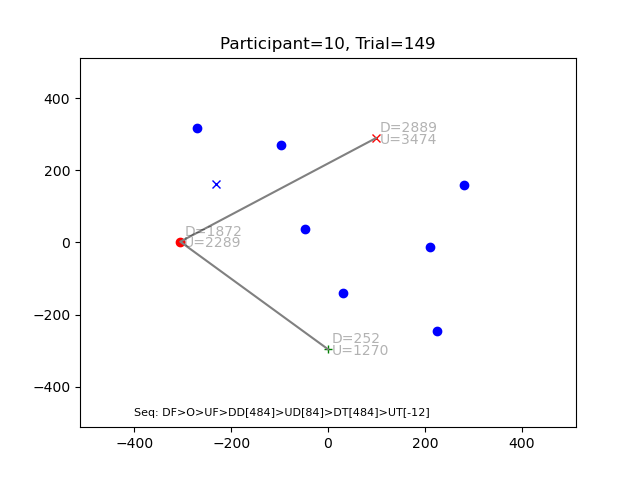 Participant=10, Trial=149
400
200
0
−200
−400
D=2889
U=3474
D=1872
U=2289
D=252
U=1270
Seq: DF>O>UF>DD[484]>UD[84]>DT[484]>UT[-12]
−400
−200
0
200
400